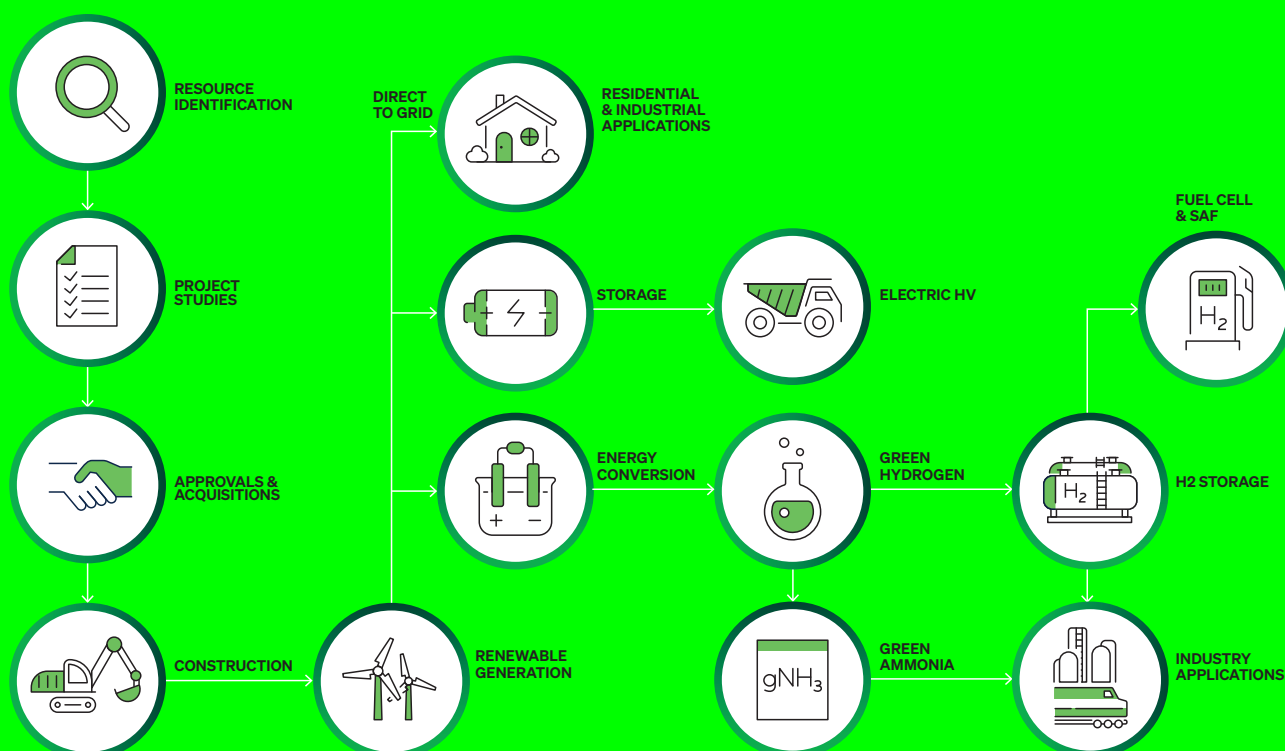 RESOURCE
IDENTIFICATION
PROJECT
STUDIES
APPROVALS &
ACQUISITIONS
CONSTRUCTION
RENEWABLE
GENERATION
DIRECT
TO GRID
RESIDENTIAL
& INDUSTRIAL
APPLICATIONS
STORAGE
ELECTRIC HV
ENERGY
CONVERSION
GREEN
HYDROGEN
gNH3
GREEN
AMMONIA
H2
H2 STORAGE
FUEL CELL
& SAF
H2
INDUSTRY
APPLICATIONS